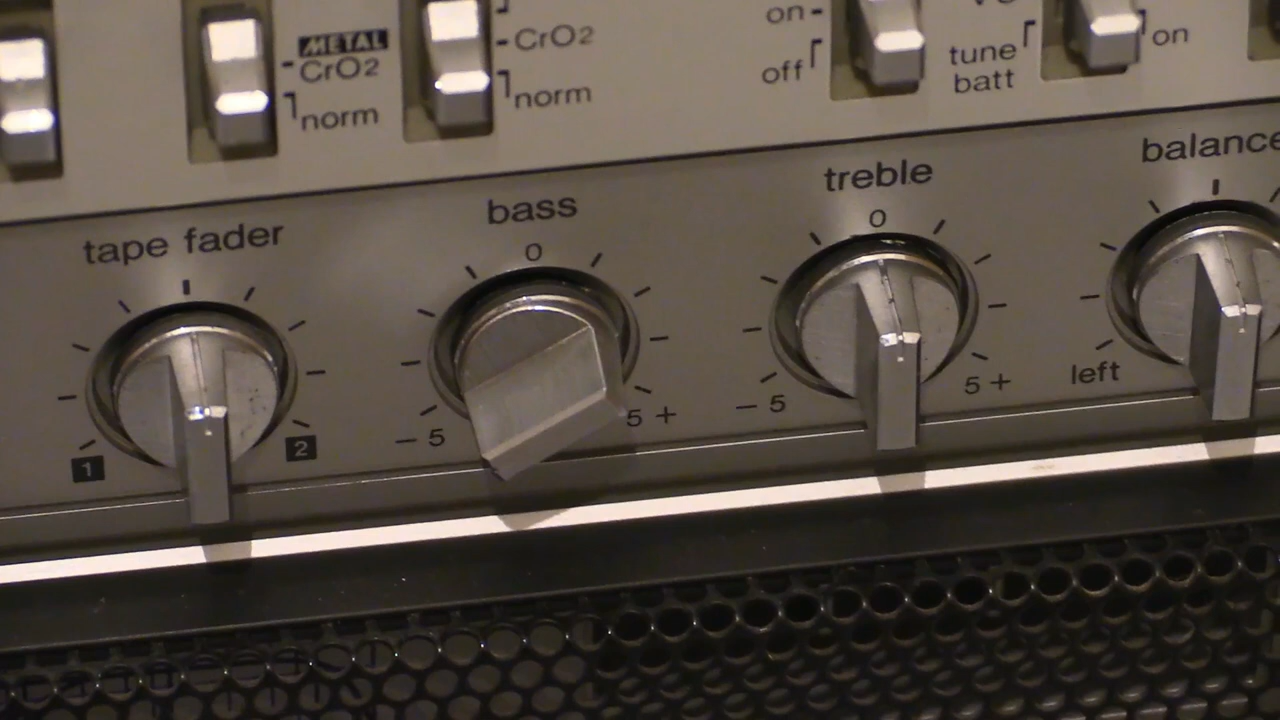 METAL
CrO2
norm
CrO2
norm
on
off
tune
batt
on
tape fader
1
2
bass
0
– 5
5 +
treble
0
– 5
5 +
balance
left